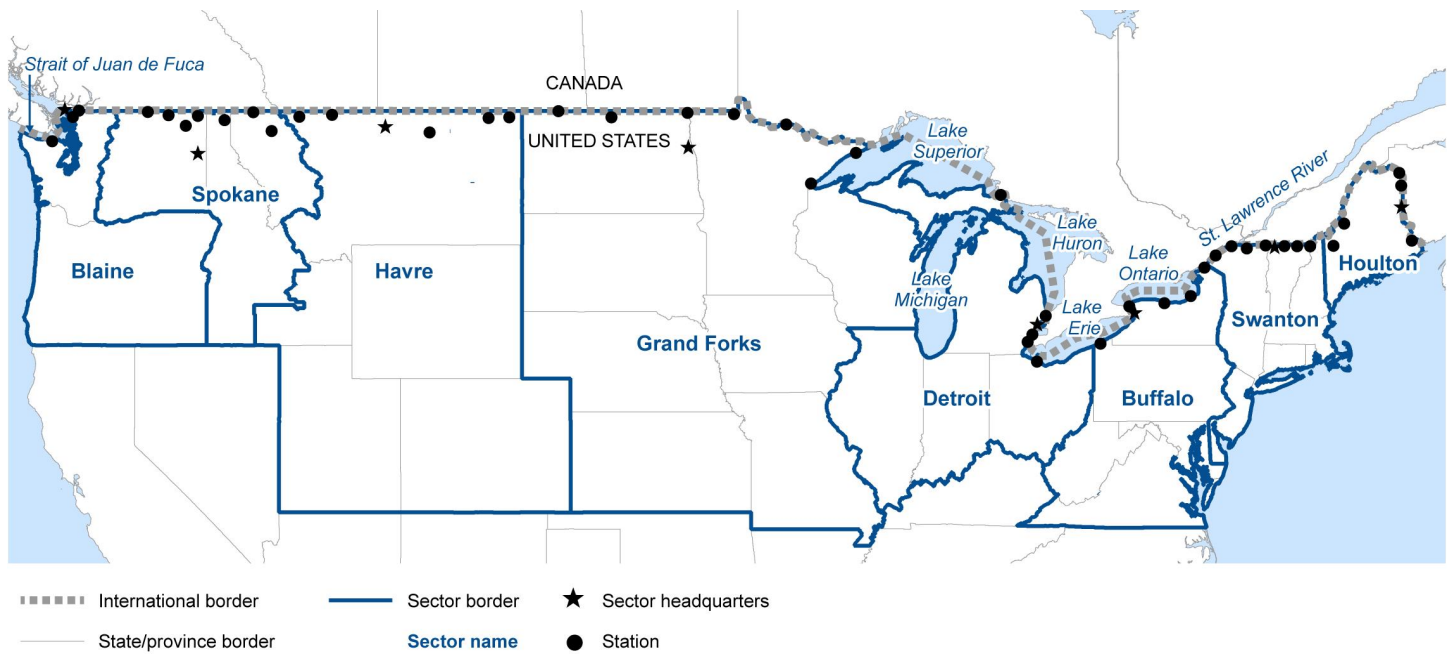 Strait of Juan de Fuca
CANADA
UNITED STATES
Lake
Superior
St. Lawrence River
Spokane
Lake
Huron
Lake
Ontario
Houlton
Blaine
Havre
Lake
Michigan
Lake
Erie
Swanton
Grand Forks
Detroit
Buffalo
International border
Sector border
Sector headquarters
State/province border
Sector name
Station